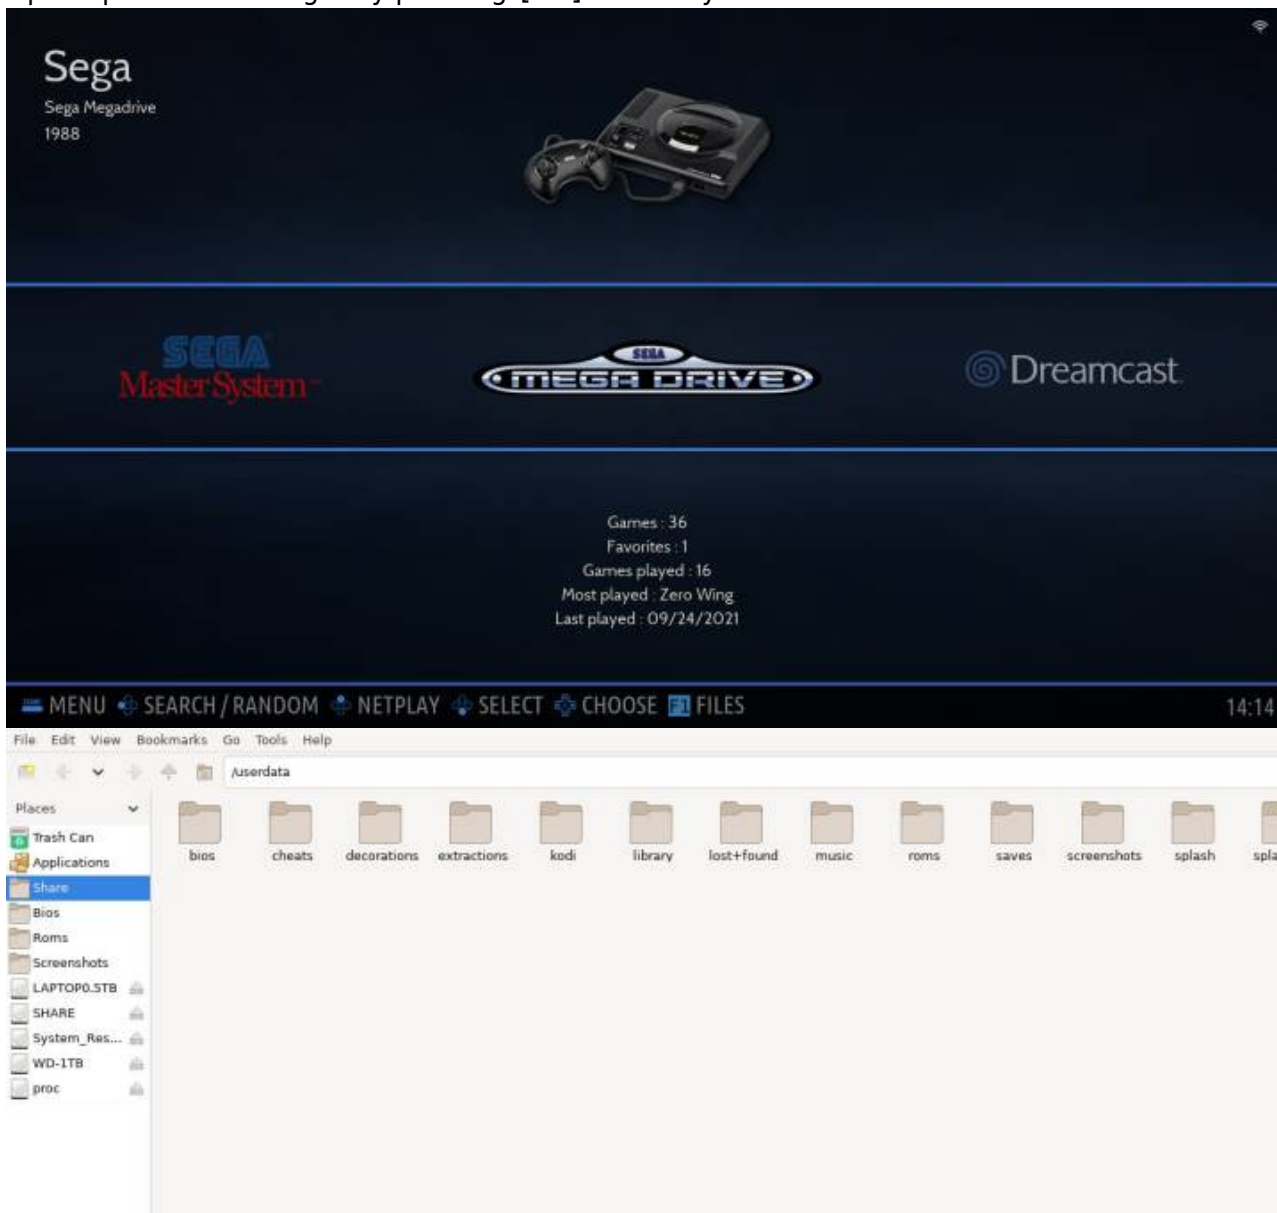 Sega
Sega Megadrive
1988
SEGA
Master System
SEGA
MEGA DRIVE
Dreamcast
Games : 36
Favorites : 1
Games played : 16
Most played : Zero Wing
Last played : 09/24/2021
MENU SEARCH / RANDOM NETPLAY SELECT CHOOSE F1 FILES 14:14
File Edit View Bookmarks Go Tools Help
/userdata
Places
Trash Can
Applications
Share
Bios
Roms
Screenshots
LAPTOP0.5TB
SHARE
System_Res...
WD-1TB
proc
bios cheats decorations extractions kodi library lost+found music roms saves screenshots splash spla